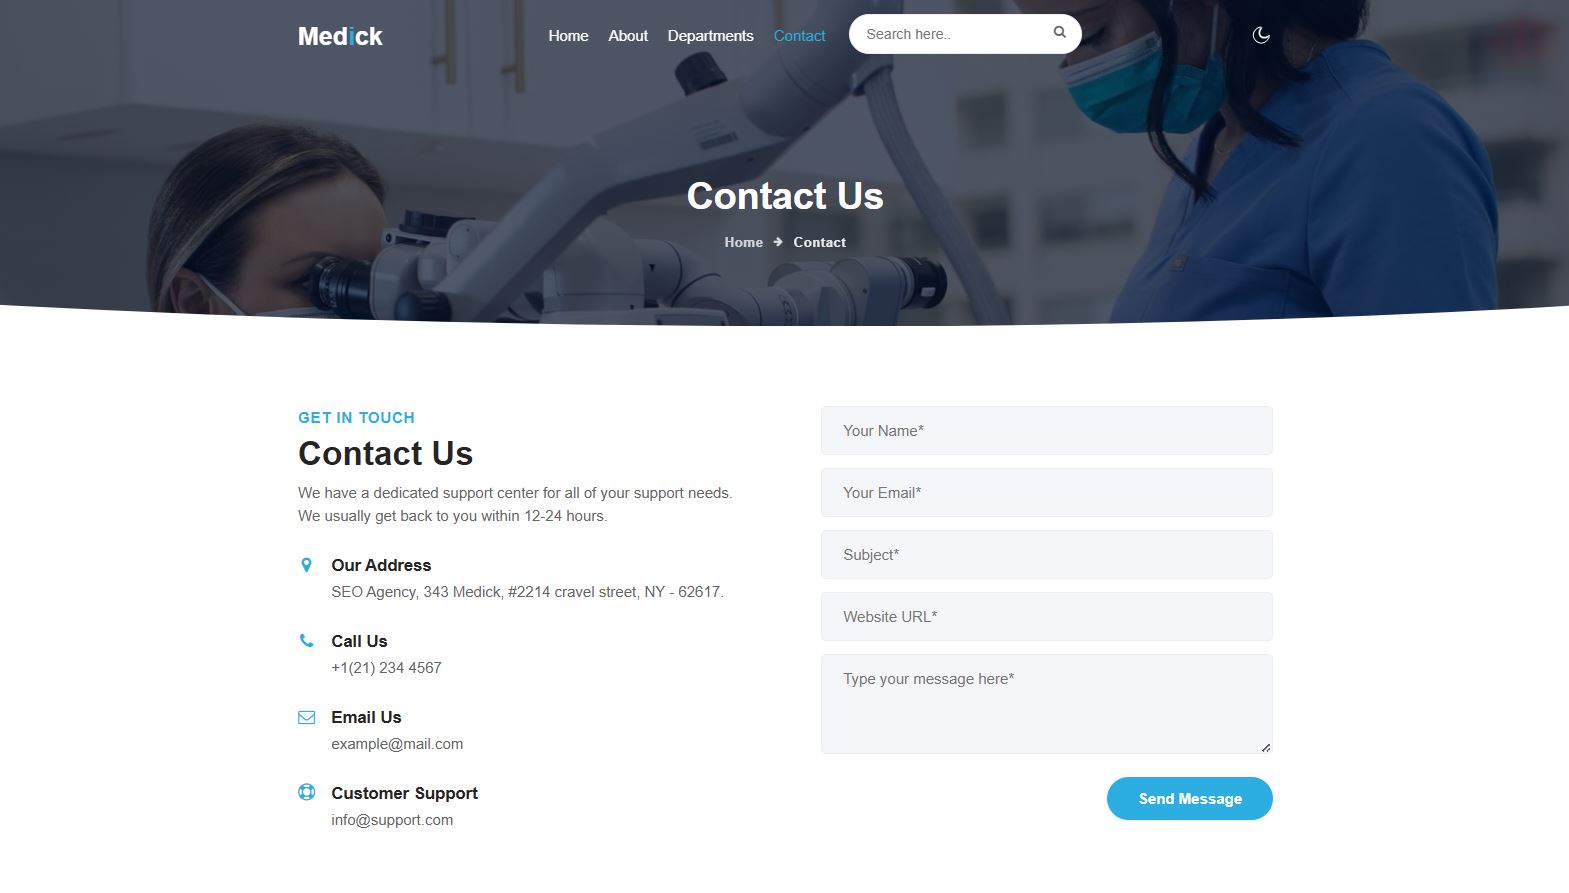 Medick
Home
About
Departments
Contact
Search here..
Contact Us
Home
Contact
GET IN TOUCH
Contact Us
We have a dedicated support center for all of your support needs.
We usually get back to you within 12-24 hours.
Our Address
SEO Agency, 343 Medick, #2214 cravel street, NY - 62617.
Call Us
+1(21) 234 4567
Email Us
example@mail.com
Customer Support
info@support.com
Your Name*
Your Email*
Subject*
Website URL*
Type your message here*
Send Message